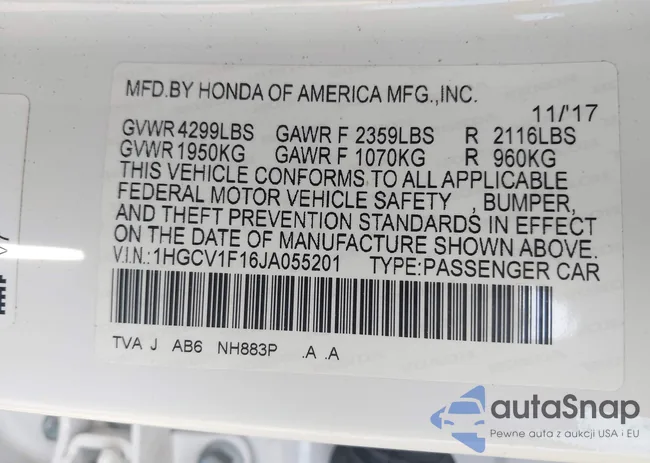 MFD.BY HONDA OF AMERICA MFG.,INC.
11/'17
GVWR 4299LBS GAWR F 2359LBS R 2116LBS
GVWR 1950KG GAWR F 1070KG R 960KG
THIS VEHICLE CONFORMS TO ALL APPLICABLE
FEDERAL MOTOR VEHICLE SAFETY , BUMPER,
AND THEFT PREVENTION STANDARDS IN EFFECT
ON THE DATE OF MANUFACTURE SHOWN ABOVE.
V.I.N.:1HGCV1F16JA055201 TYPE:PASSENGER CAR
TVA J AB6 NH883P .A .A
autaSnap
Pewne auta z aukcji USA i EU